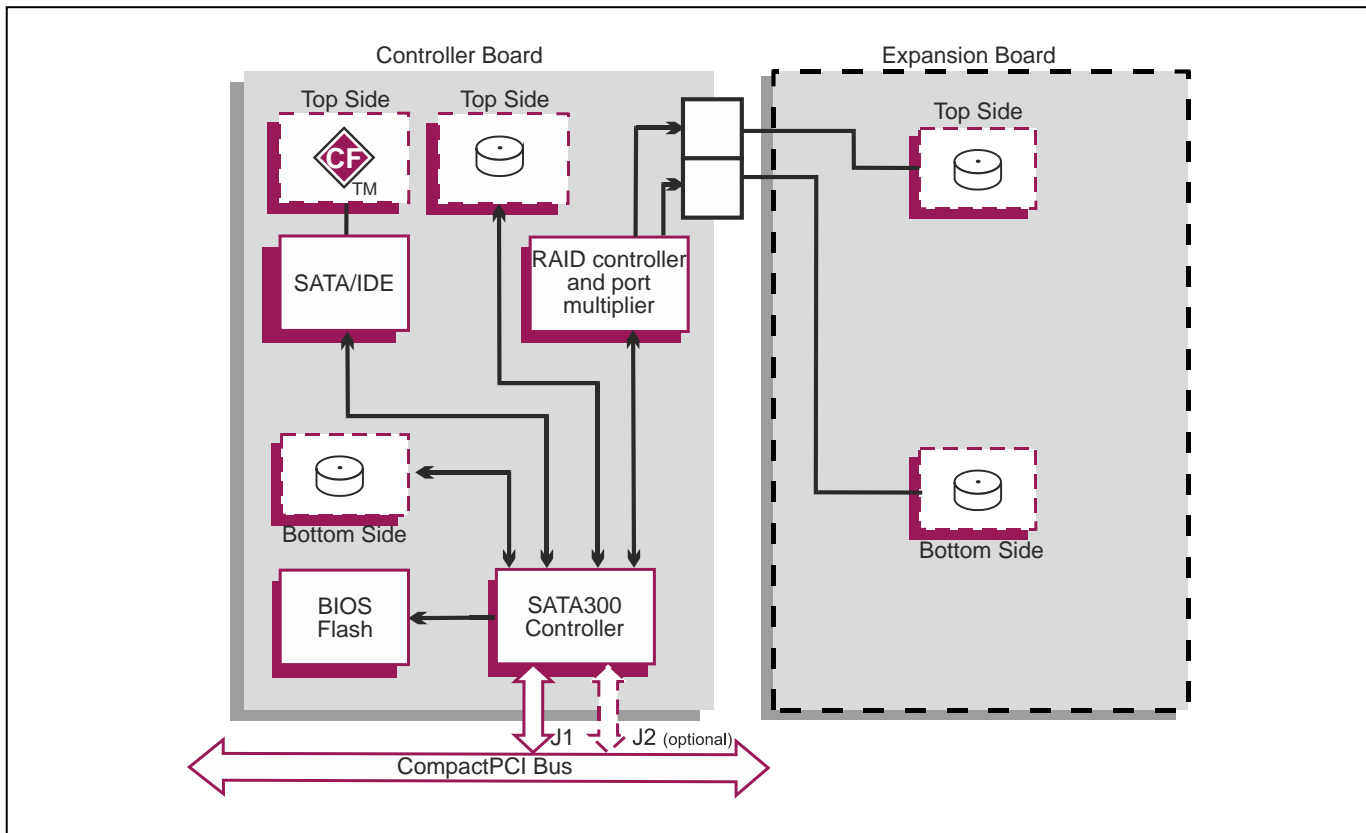 Controller Board
Expansion Board
Top Side
Top Side
Top Side
CF
TM
SATA/IDE
RAID controller
and port
multiplier
Bottom Side
Bottom Side
BIOS
Flash
SATA300
Controller
J1
J2 (optional)
CompactPCI Bus